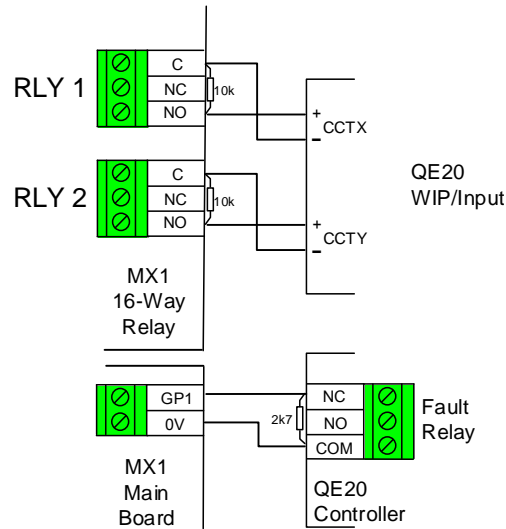 RLY 1
C
NC
NO
10k
+
CCTX
-
RLY 2
C
NC
NO
10k
+
CCTY
-
QE20
WIP/Input
MX1
16-Way
Relay
GP1
0V
2k7
NC
NO
COM
Fault
Relay
MX1
Main
Board
QE20
Controller